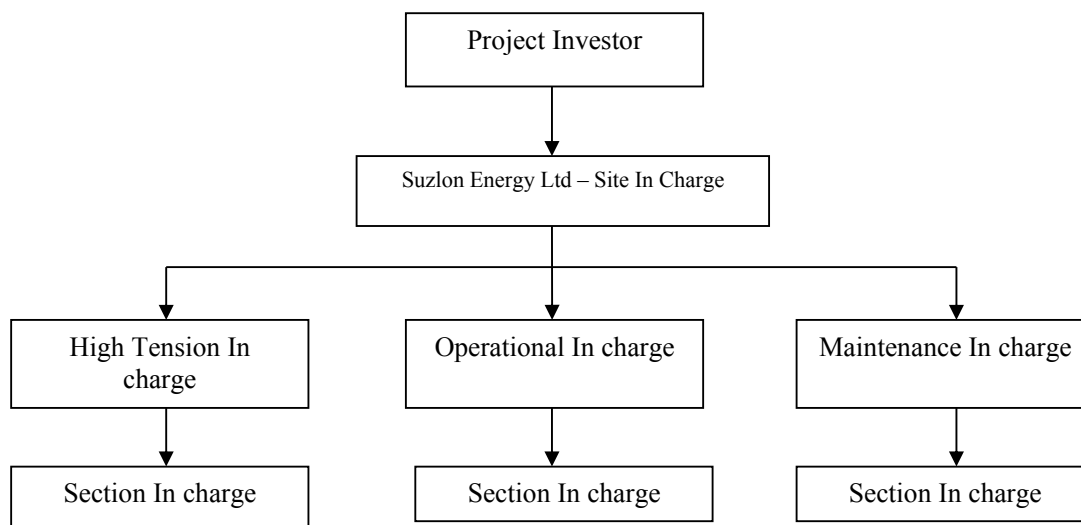 Project Investor
Suzlon Energy Ltd – Site In Charge
High Tension In
charge
Operational In charge
Maintenance In charge
Section In charge
Section In charge
Section In charge